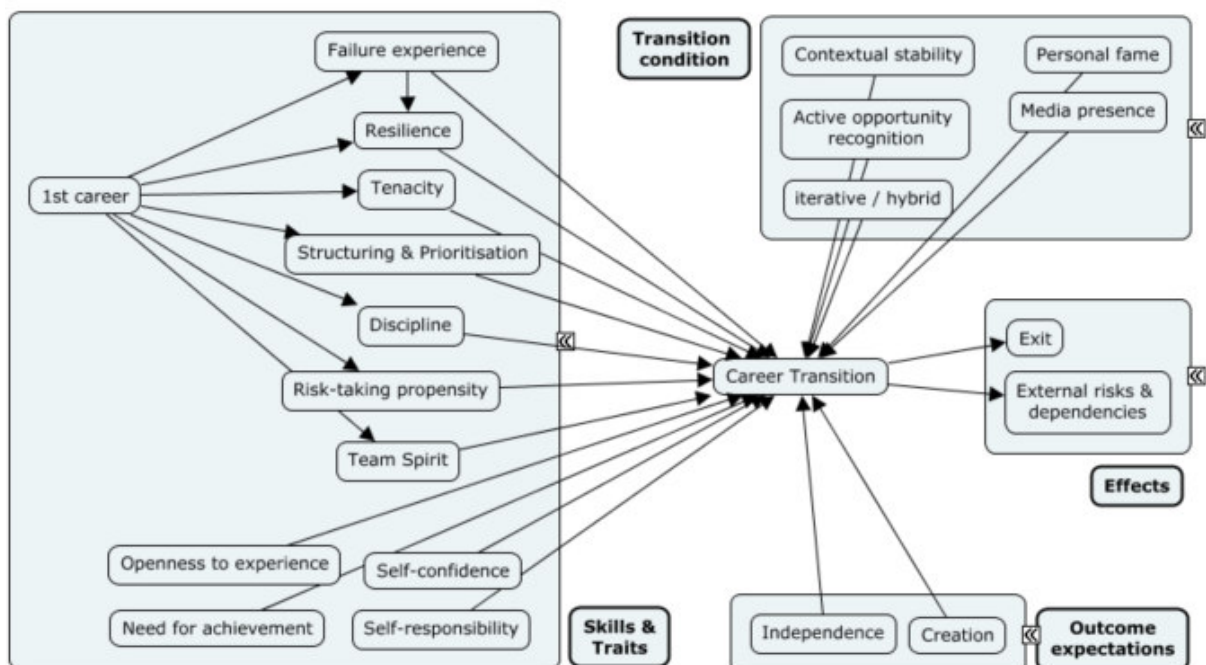 Failure experience
Resilience
1st career
Tenacity
Structuring & Prioritisation
Discipline
Risk-taking propensity
Team Spirit
Openness to experience
Self-confidence
Need for achievement
Self-responsibility
Skills &
Traits
Transition
condition
Contextual stability
Personal fame
Active opportunity
recognition
Media presence
iterative / hybrid
Career Transition
Exit
External risks &
dependencies
Effects
Independence
Creation
Outcome
expectations